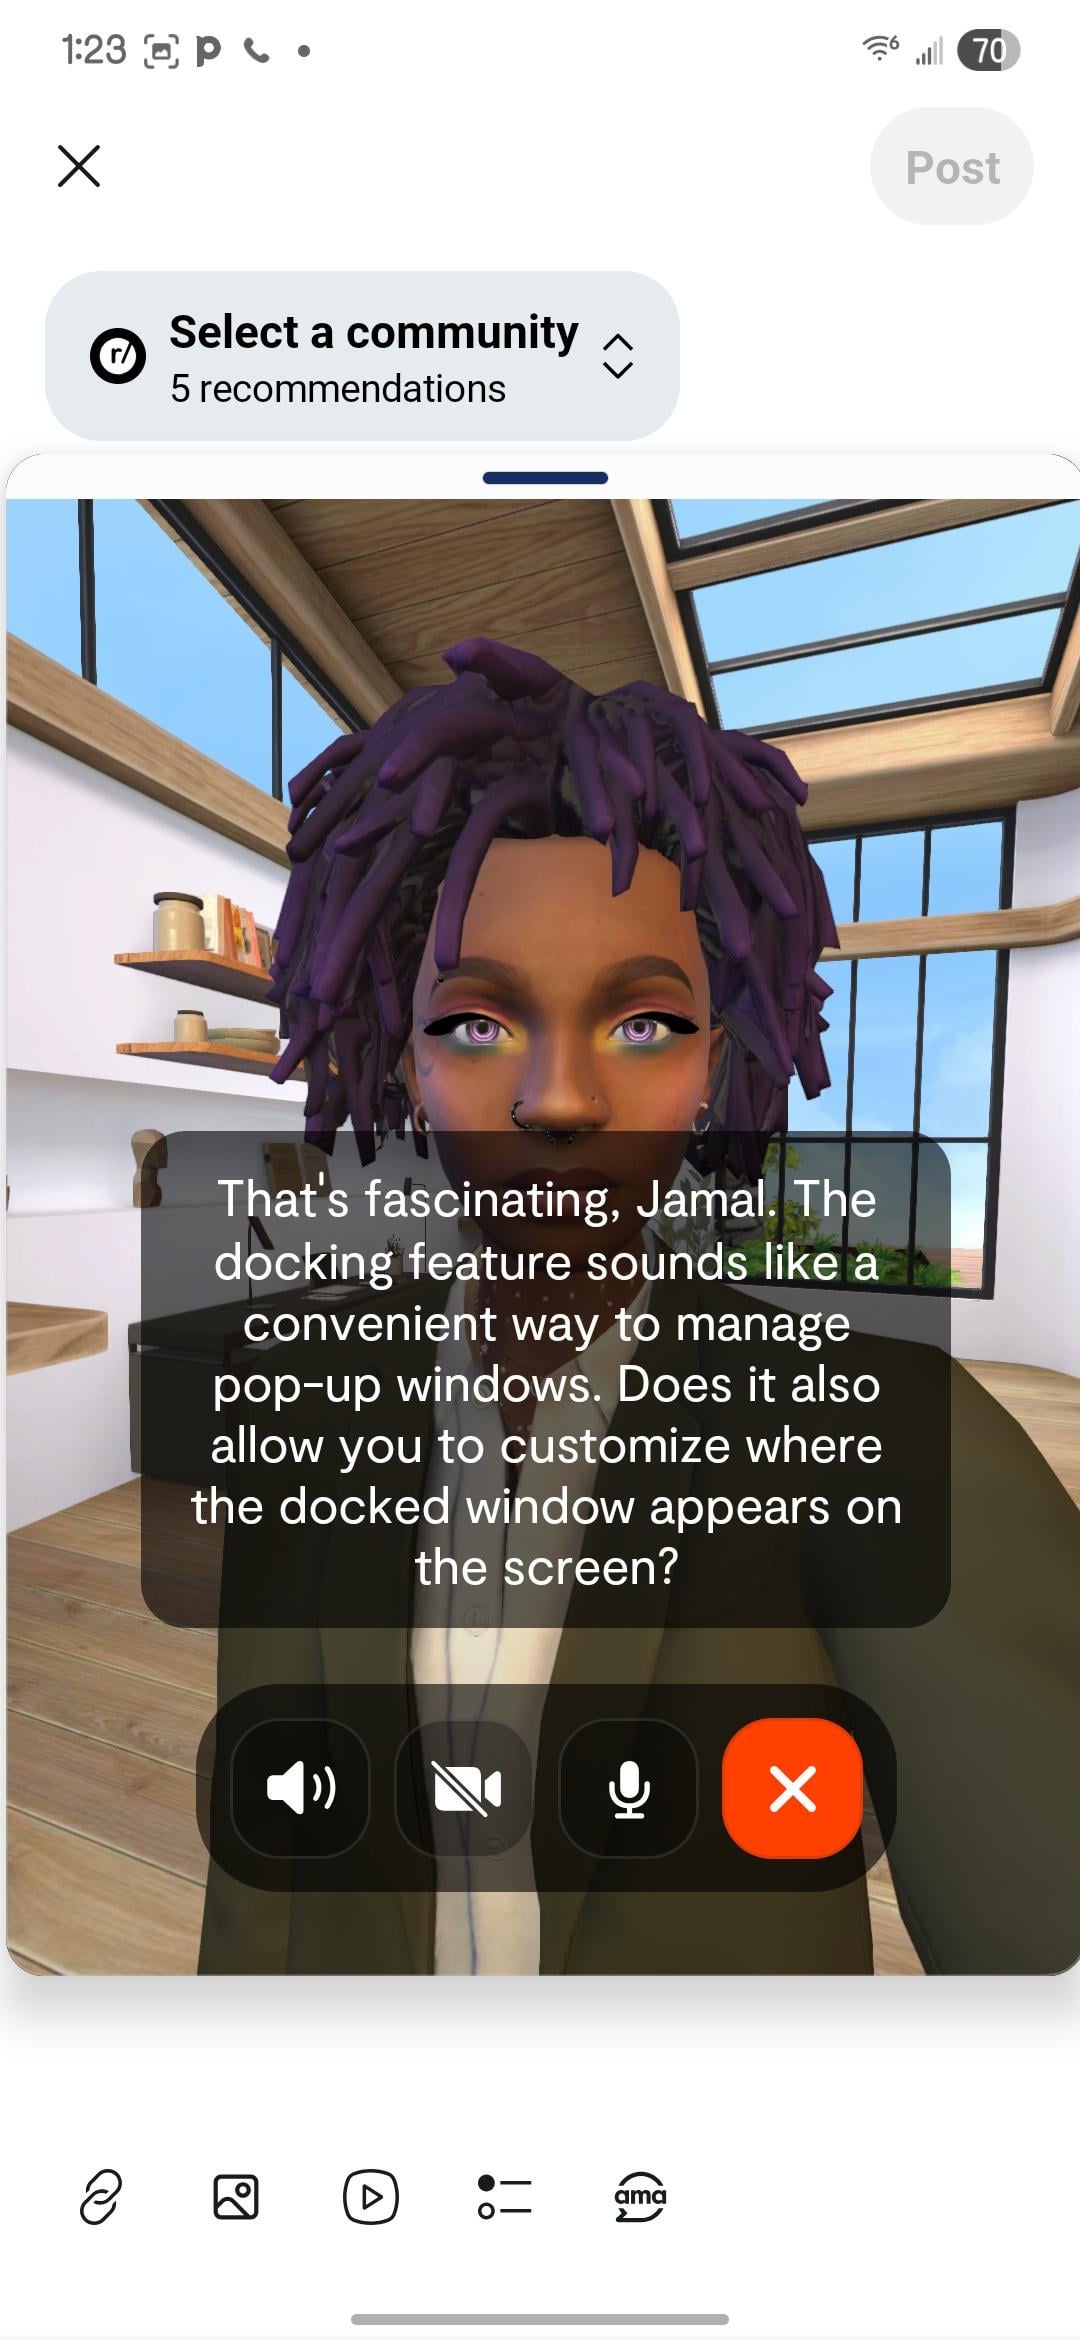 1:23
6
70
Post
r/
Select a community
5 recommendations
That's fascinating, Jamal. The
docking feature sounds like a
convenient way to manage
pop-up windows. Does it also
allow you to customize where
the docked window appears on
the screen?
ama